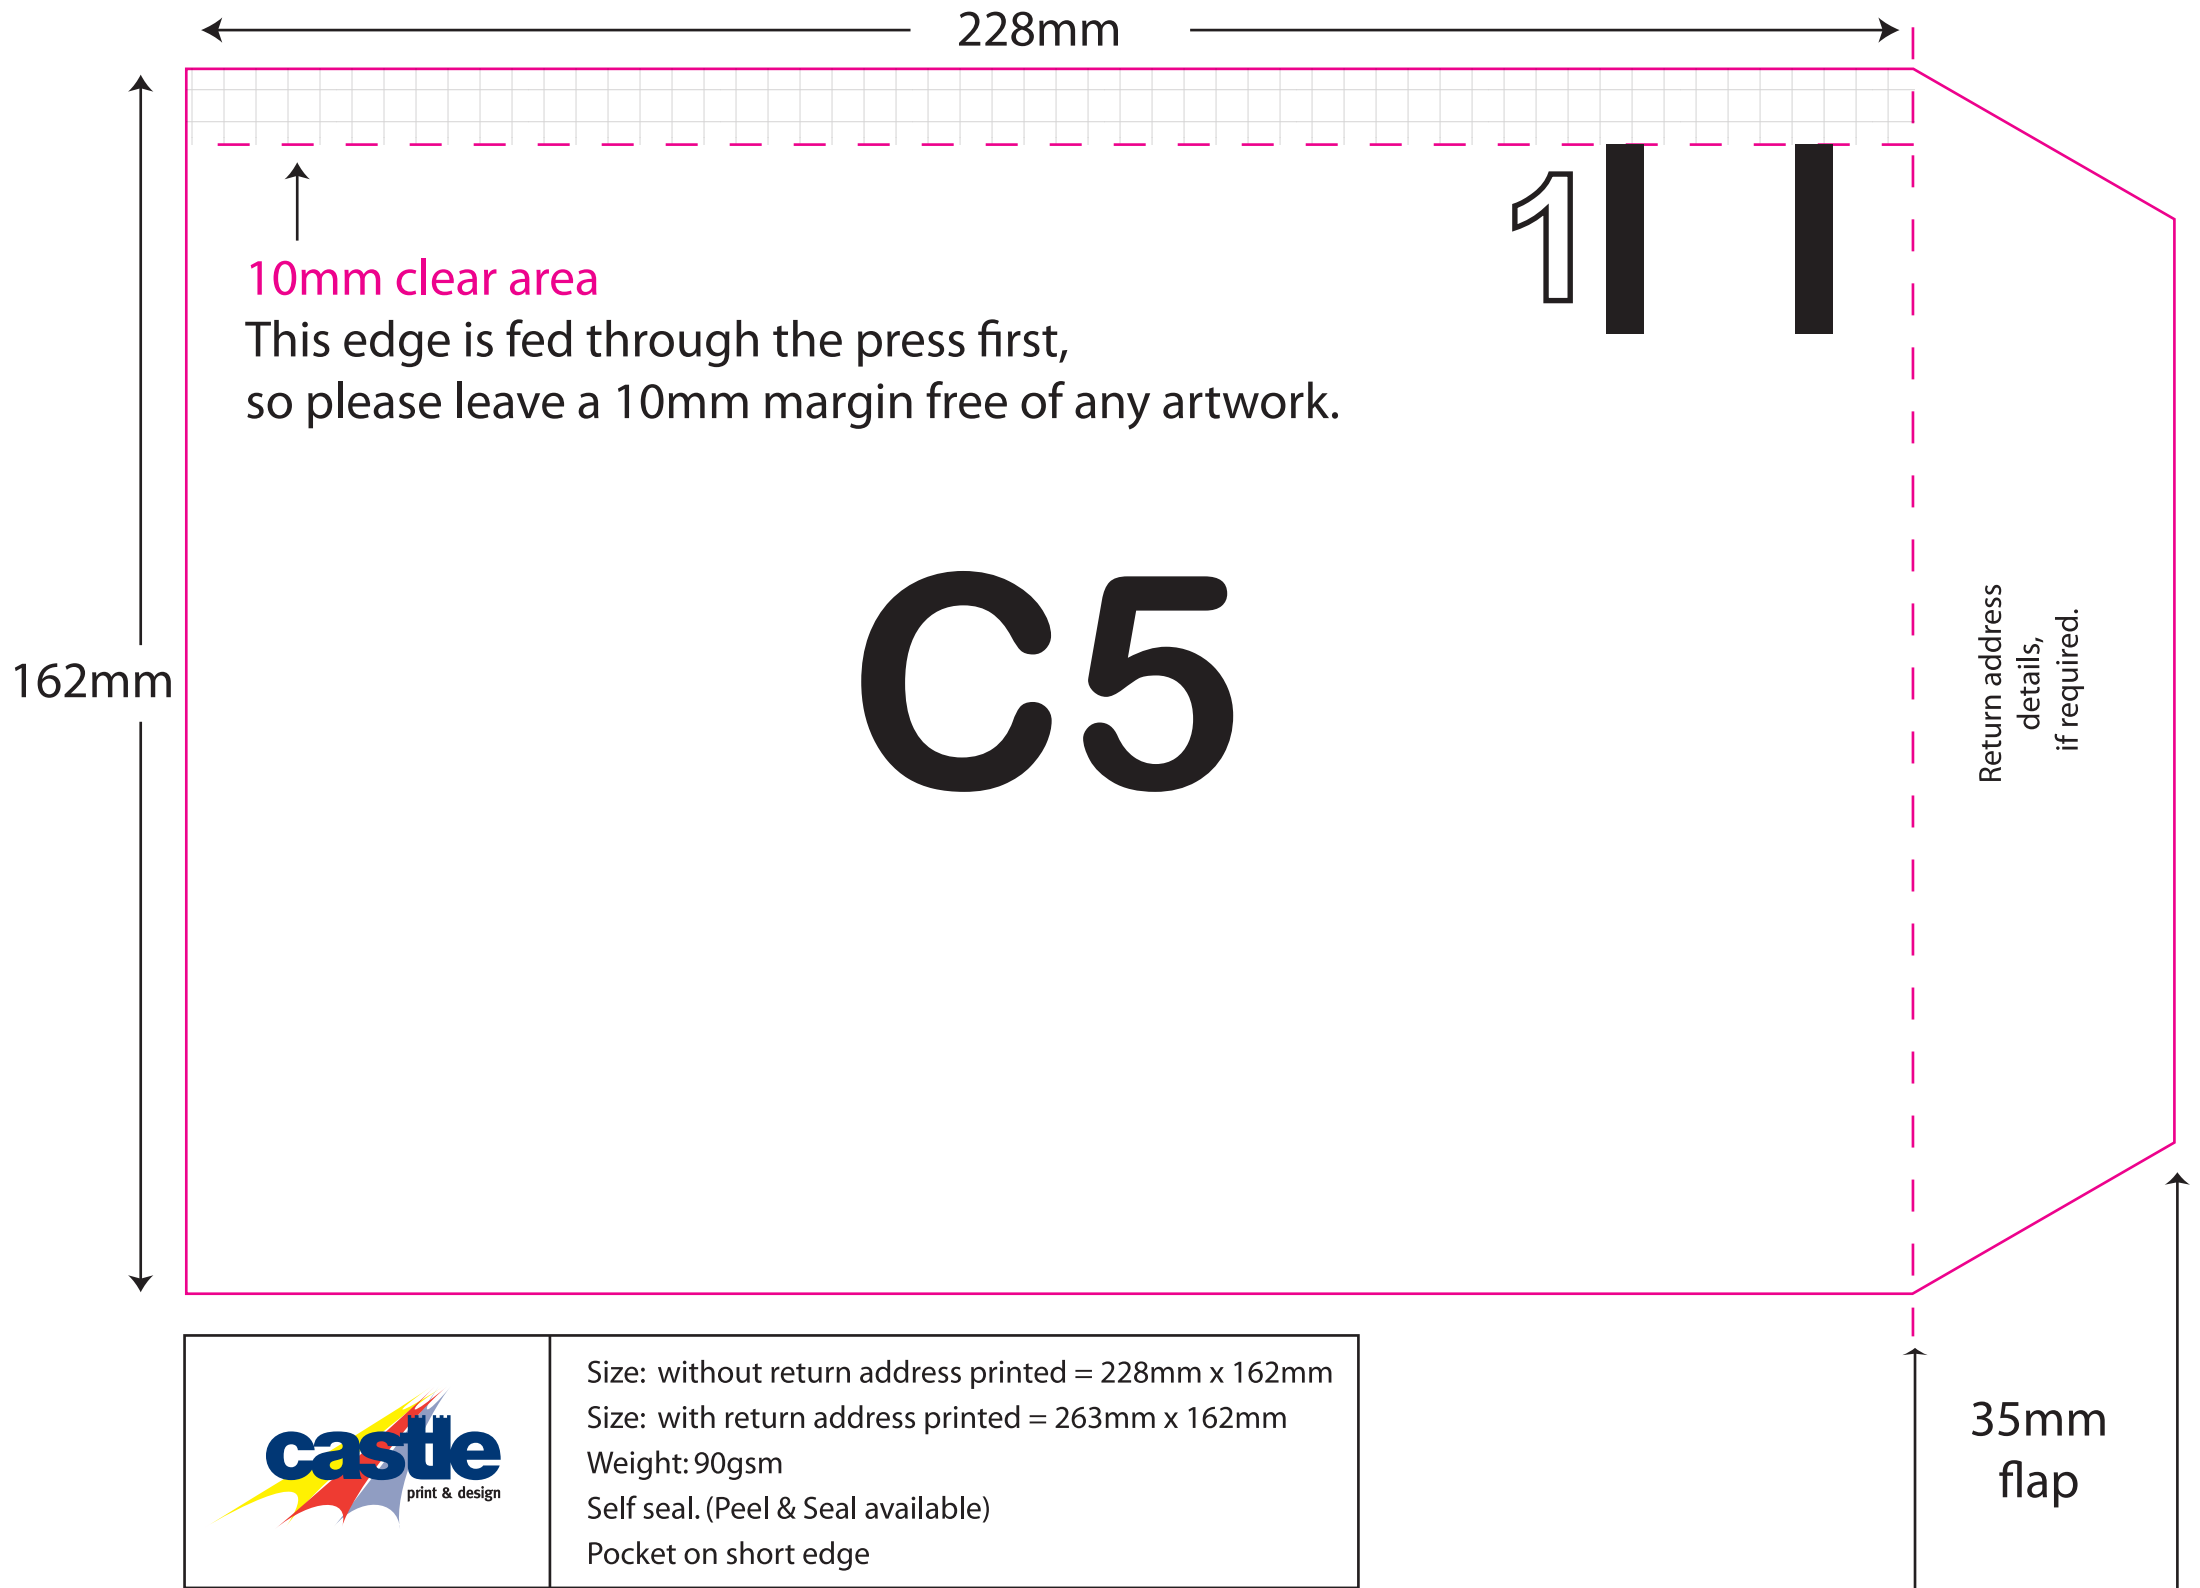 228mm
1
10mm clear area
This edge is fed through the press first,
so please leave a 10mm margin free of any artwork.
162mm
C5
Return address
details,
if required.
castle
print & design
Size: without return address printed = 228mm x 162mm
Size: with return address printed = 263mm x 162mm
Weight: 90gsm
Self seal. (Peel & Seal available)
Pocket on short edge
35mm
flap